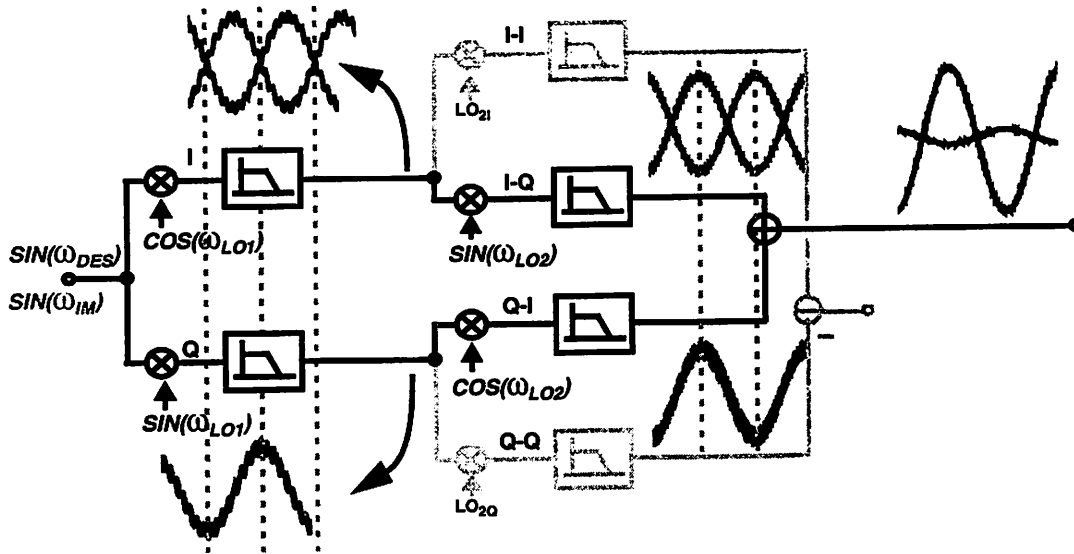 I-I
LO2I
I
I-Q
COS(ωLO1)
SIN(ωLO2)
SIN(ωDES)
SIN(ωIM)
Q-I
Q
COS(ωLO2)
SIN(ωLO1)
Q-Q
LO2Q